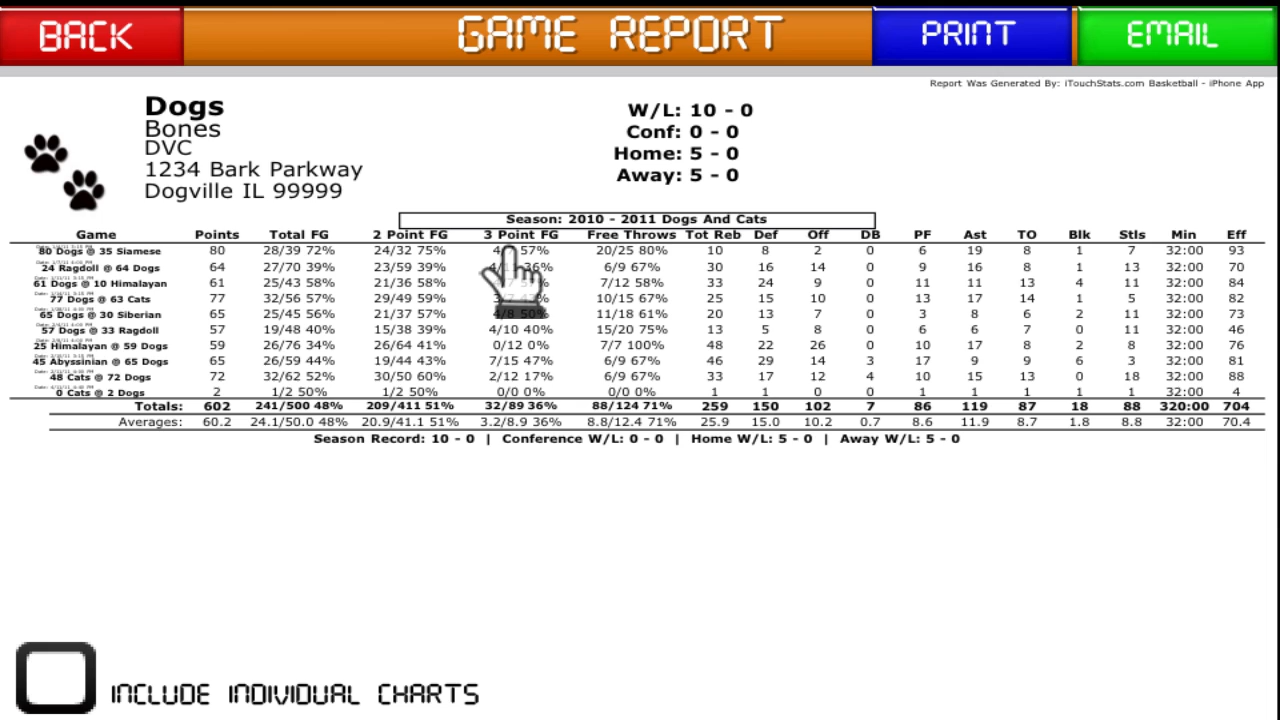 BACK GAME REPORT PRINT EMAIL
Report Was Generated By: iTouchStats.com Basketball - iPhone App
Dogs
Bones
DVC
1234 Bark Parkway
Dogville IL 99999
W/L: 10 - 0
Conf: 0 - 0
Home: 5 - 0
Away: 5 - 0
Season: 2010 - 2011 Dogs And Cats
Game Points Total FG 2 Point FG 3 Point FG Free Throws Tot Reb Def Off DB PF Ast TO Blk Stls Min Eff
80 Dogs @ 35 Siamese 80 28/39 72% 24/32 75% 57% 20/25 80% 10 8 2 0 6 19 8 1 7 32:00 93
24 Ragdoll @ 64 Dogs 64 27/70 39% 23/59 39% 36% 6/9 67% 30 16 14 0 9 16 8 1 13 32:00 70
61 Dogs @ 10 Himalayan 61 25/43 58% 21/36 58% 7/12 58% 33 24 9 0 11 11 13 4 11 32:00 84
77 Dogs @ 63 Cats 77 32/56 57% 29/49 59% 10/15 67% 25 15 10 0 13 17 14 1 5 32:00 82
65 Dogs @ 30 Siberian 65 25/45 56% 21/37 57% 4/8 50% 11/18 61% 20 13 7 0 3 8 6 2 11 32:00 73
57 Dogs @ 33 Ragdoll 57 19/48 40% 15/38 39% 4/10 40% 15/20 75% 13 5 8 0 6 6 7 0 11 32:00 46
25 Himalayan @ 59 Dogs 59 26/76 34% 26/64 41% 0/12 0% 7/7 100% 48 22 26 0 10 17 8 2 8 32:00 76
45 Abyssinian @ 65 Dogs 65 26/59 44% 19/44 43% 7/15 47% 6/9 67% 46 29 14 3 17 9 9 6 3 32:00 81
48 Cats @ 72 Dogs 72 32/62 52% 30/50 60% 2/12 17% 6/9 67% 33 17 12 4 10 15 13 0 18 32:00 88
0 Cats @ 2 Dogs 2 1/2 50% 1/2 50% 0/0 0% 0/0 0% 1 1 0 0 1 1 1 1 1 32:00 4
Totals: 602 241/500 48% 209/411 51% 32/89 36% 88/124 71% 259 150 102 7 86 119 87 18 88 320:00 704
Averages: 60.2 24.1/50.0 48% 20.9/41.1 51% 3.2/8.9 36% 8.8/12.4 71% 25.9 15.0 10.2 0.7 8.6 11.9 8.7 1.8 8.8 32:00 70.4
Season Record: 10 - 0 | Conference W/L: 0 - 0 | Home W/L: 5 - 0 | Away W/L: 5 - 0
INCLUDE INDIVIDUAL CHARTS